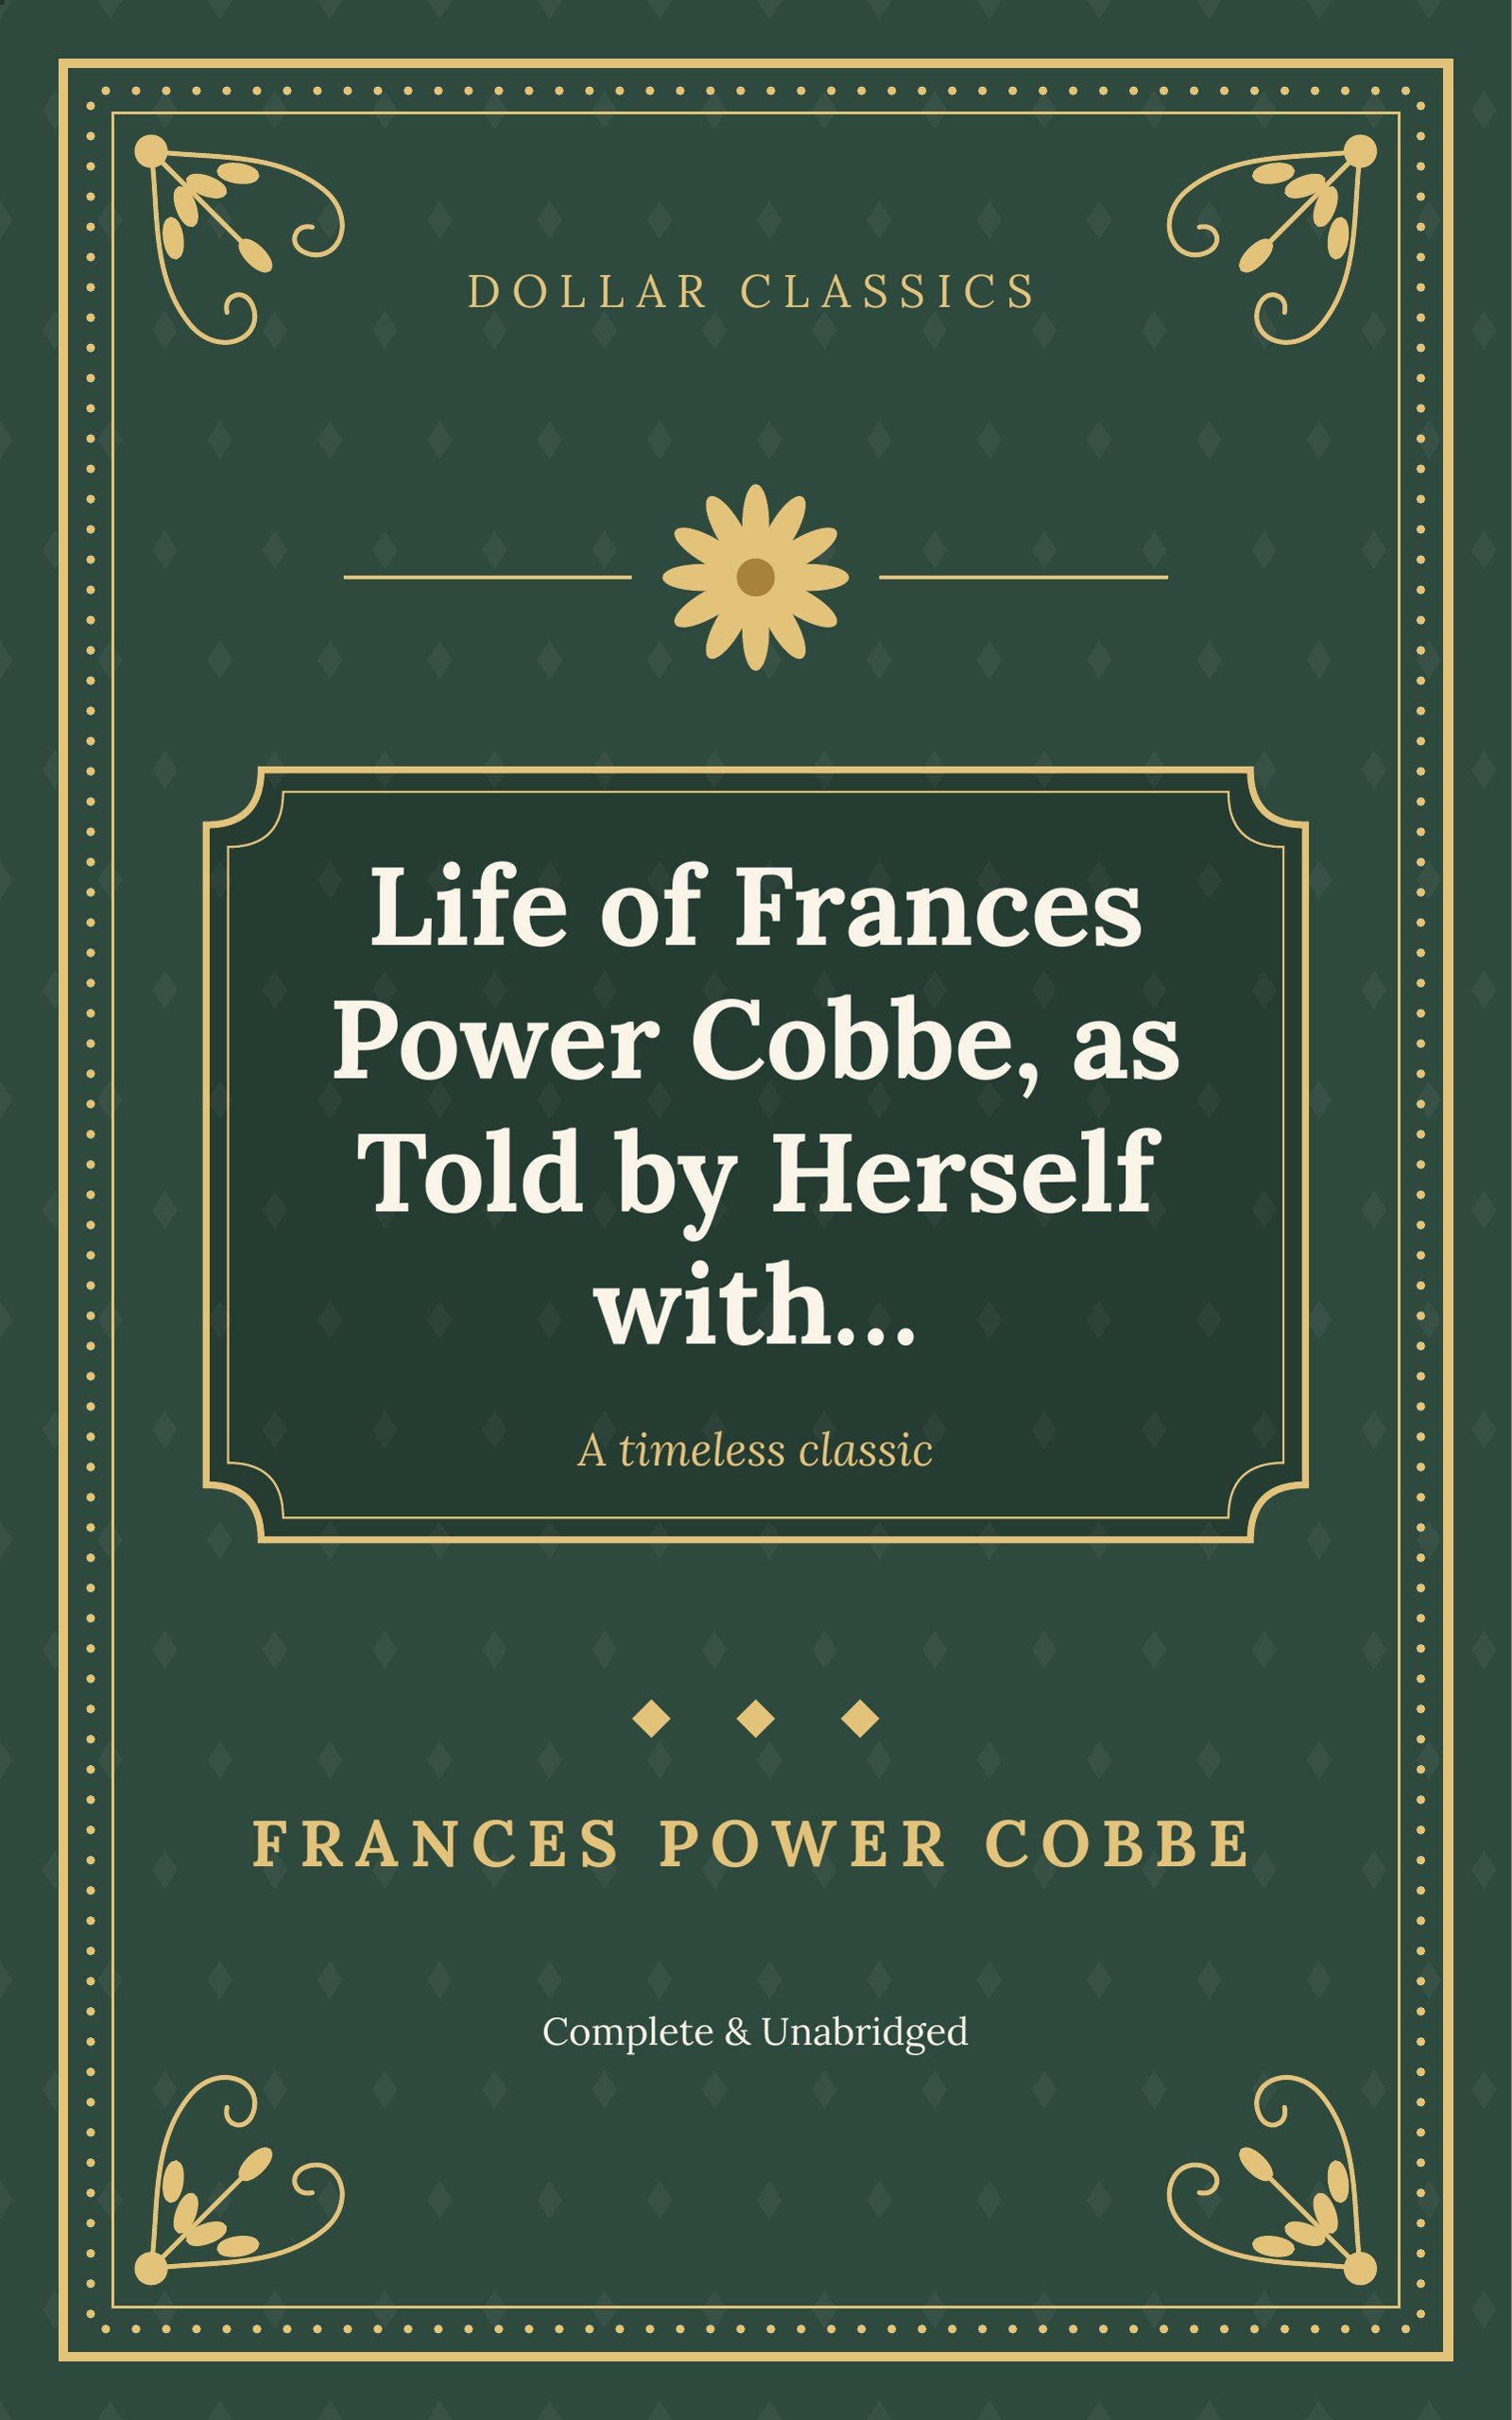 DOLLAR CLASSICS
Life of Frances
Power Cobbe, as
Told by Herself
with...
A timeless classic
FRANCES POWER COBBE
Complete & Unabridged